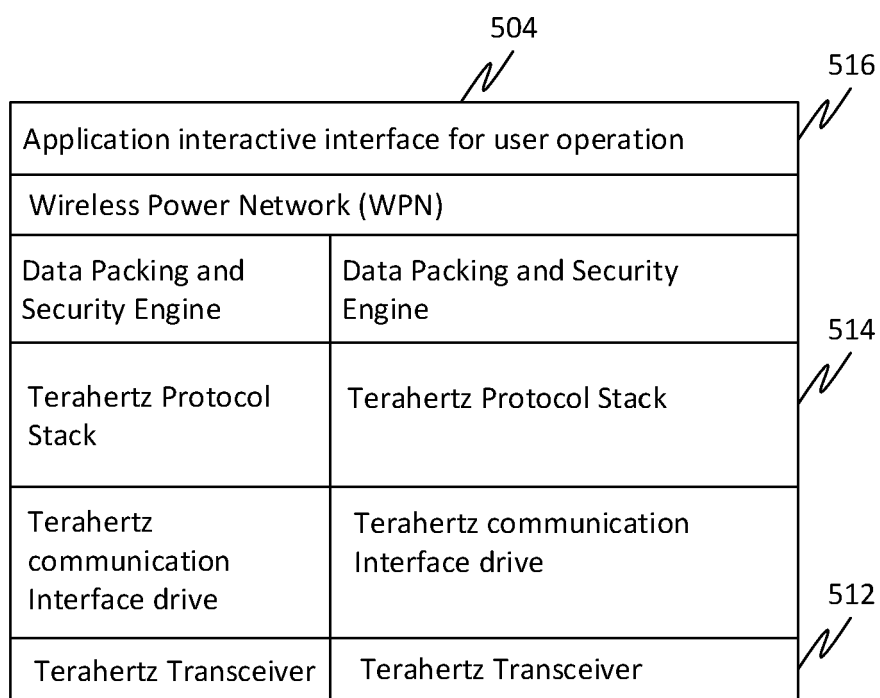 504
516
Application interactive interface for user operation
Wireless Power Network (WPN)
Data Packing and
Security Engine
Data Packing and Security
Engine
514
Terahertz Protocol
Stack
Terahertz Protocol Stack
Terahertz
communication
Interface drive
Terahertz communication
Interface drive
512
Terahertz Transceiver
Terahertz Transceiver